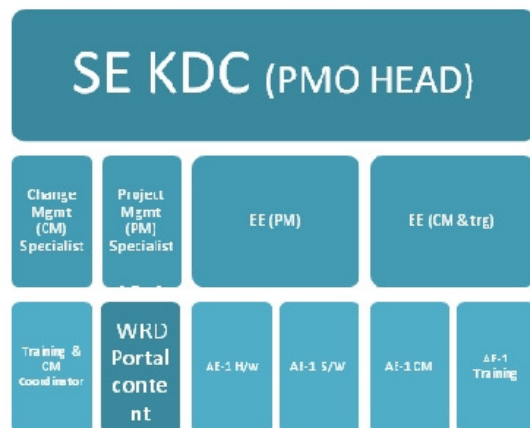 SE KDC (PMO HEAD)
Change
Mgmt
(CM)
Specialist
Project
Mgmt
(PM)
Specialist
EE (PM)
EE (CM & trg)
Training &
CM
Coordinator
WRD
Portal
conte
nt
AE-1 H/w
AE-1 S/W
AE-1 CM
AE-1
Training